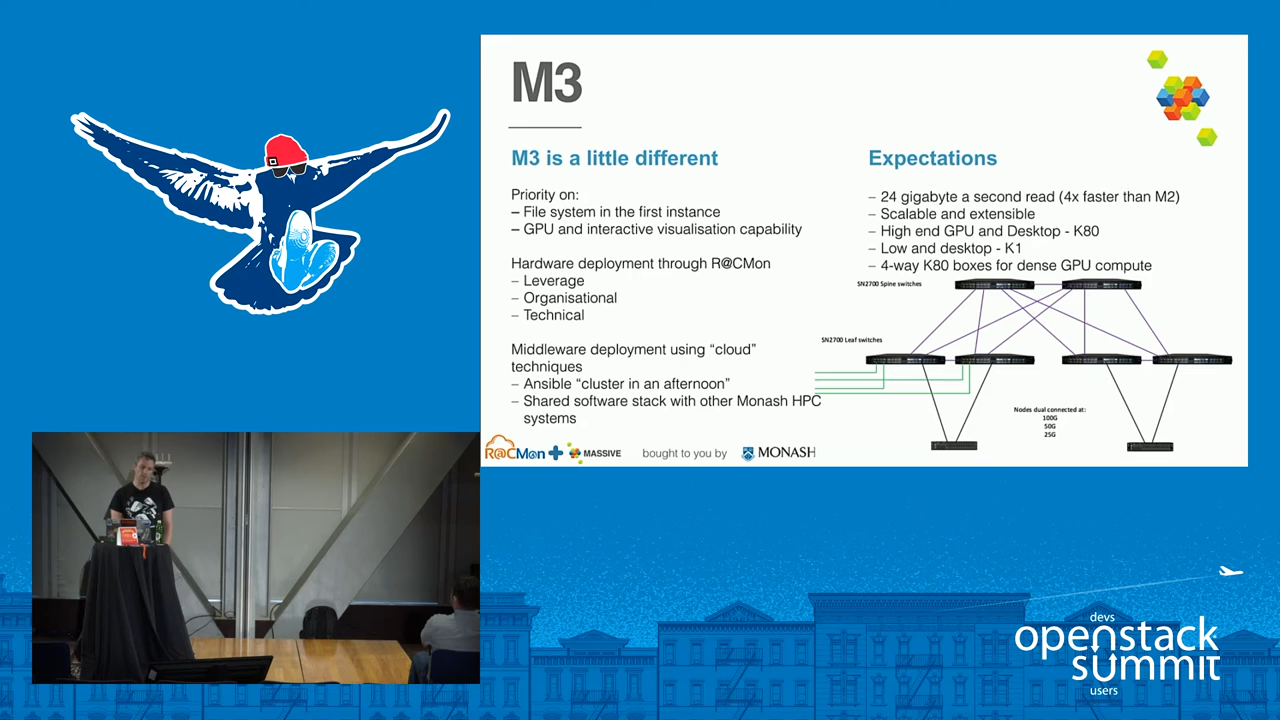 M3
M3 is a little different
Priority on:
– File system in the first instance
– GPU and interactive visualisation capability
Hardware deployment through R@CMon
– Leverage
– Organisational
– Technical
Middleware deployment using “cloud”
techniques
– Ansible “cluster in an afternoon”
– Shared software stack with other Monash HPC
systems
Expectations
– 24 gigabyte a second read (4x faster than M2)
– Scalable and extensible
– High end GPU and Desktop - K80
– Low and desktop - K1
– 4-way K80 boxes for dense GPU compute
SN2700 Spine switches
SN2700 Leaf switches
Nodes dual connected at:
100G
50G
25G
R@CMon
MASSIVE
brought to you by
MONASH
devs
openstack
summit
users